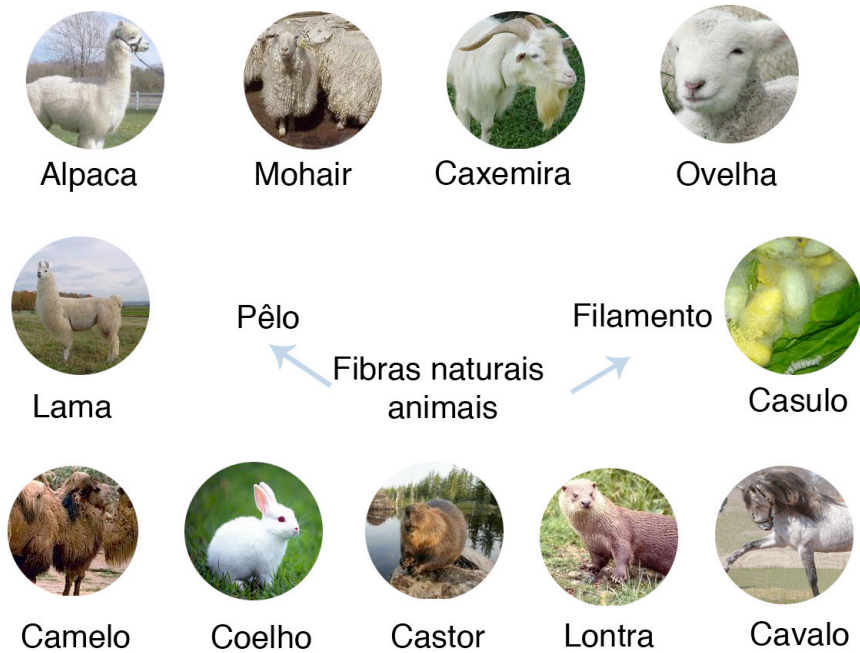 Alpaca
Mohair
Caxemira
Ovelha
Pêlo
Filamento
Fibras naturais
animais
Lama
Casulo
Camelo
Coelho
Castor
Lontra
Cavalo